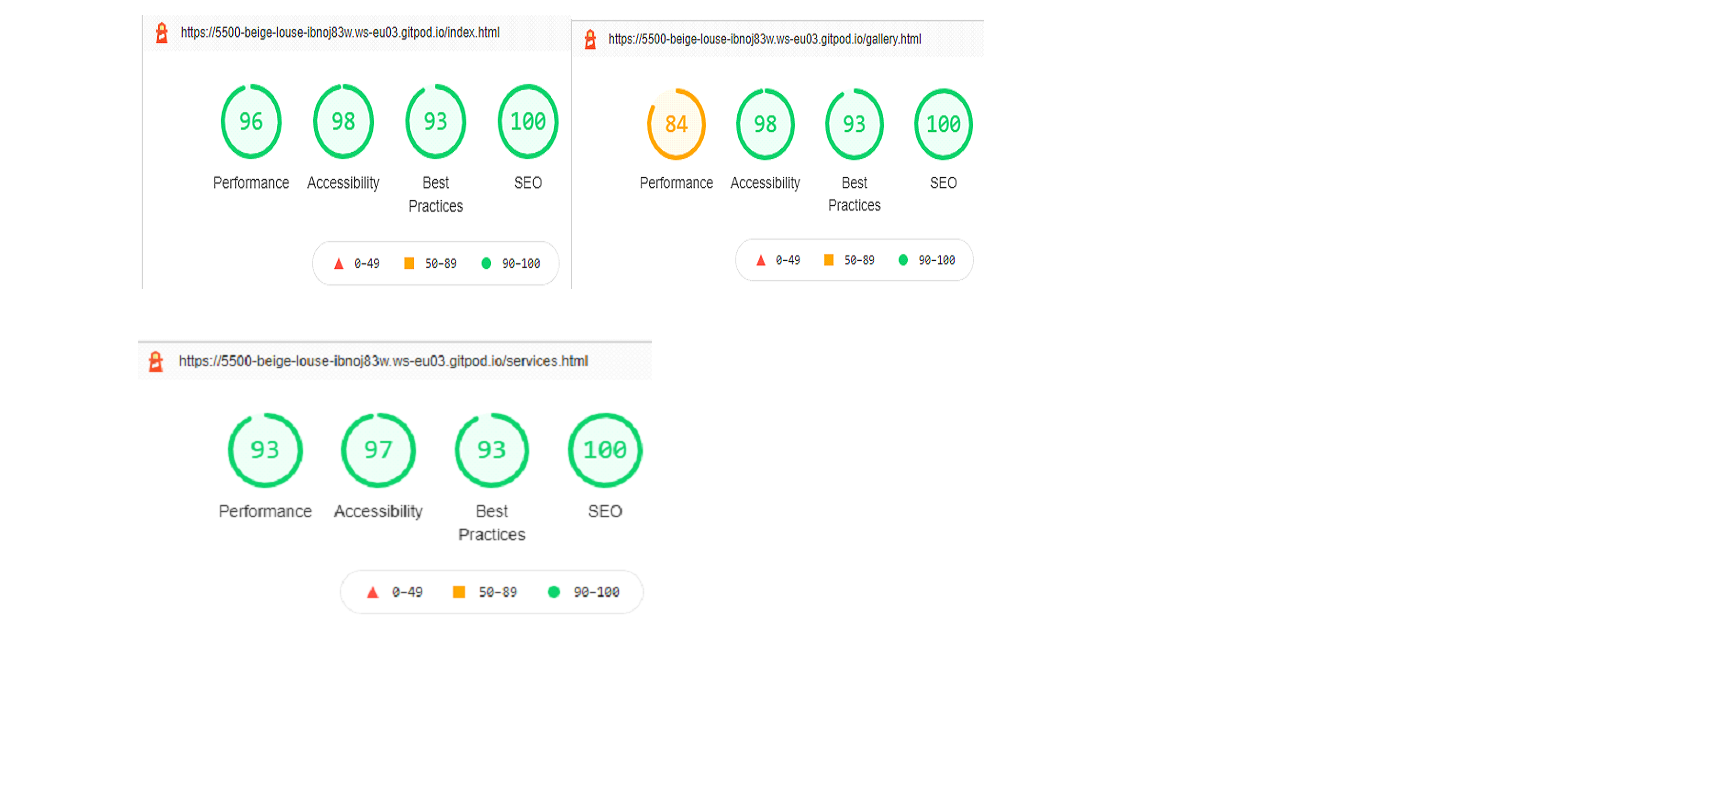 https://5500-beige-louse-ibnoj83w.ws-eu03.gitpod.io/index.html
96 98 93 100
Performance Accessibility Best Practices SEO
0–49 50–89 90–100
https://5500-beige-louse-ibnoj83w.ws-eu03.gitpod.io/gallery.html
84 98 93 100
Performance Accessibility Best Practices SEO
0–49 50–89 90–100
https://5500-beige-louse-ibnoj83w.ws-eu03.gitpod.io/services.html
93 97 93 100
Performance Accessibility Best Practices SEO
0–49 50–89 90–100